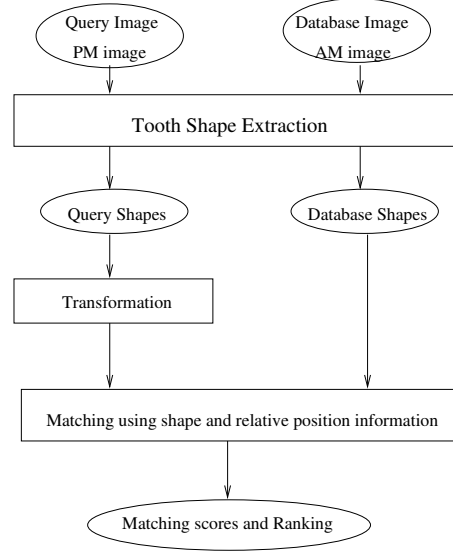 Query Image
PM image
Database Image
AM image
Tooth Shape Extraction
Query Shapes
Database Shapes
Transformation
Matching using shape and relative position information
Matching scores and Ranking